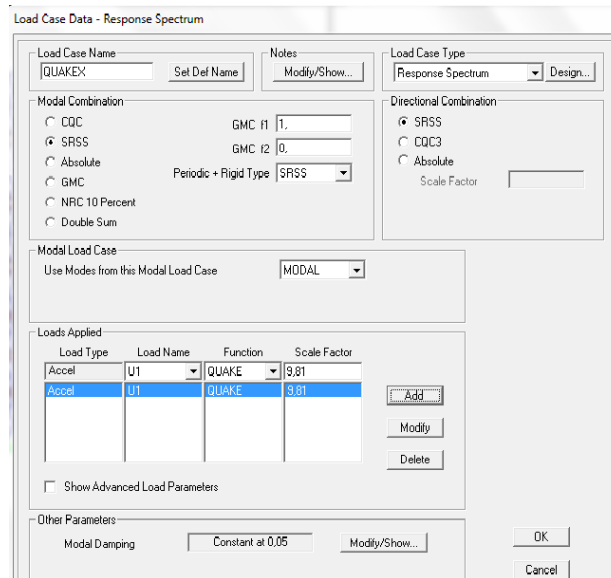 Load Case Data - Response Spectrum
Load Case Name
QUAKEX
Set Def Name
Notes
Modify/Show...
Load Case Type
Response Spectrum
Design...
Modal Combination
CQC
SRSS
Absolute
GMC
NRC 10 Percent
Double Sum
GMC f1 1,
GMC f2 0,
Periodic + Rigid Type SRSS
Directional Combination
SRSS
CQC3
Absolute
Scale Factor
Modal Load Case
Use Modes from this Modal Load Case MODAL
Loads Applied
Load Type Load Name Function Scale Factor
Accel U1 QUAKE 9,81
Accel U1 QUAKE 9,81
Add
Modify
Delete
Show Advanced Load Parameters
Other Parameters
Modal Damping Constant at 0,05 Modify/Show...
OK
Cancel